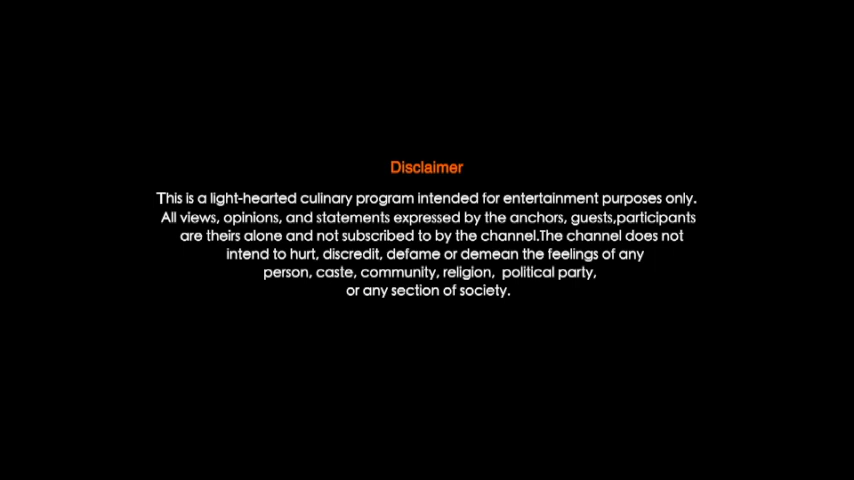 Disclaimer
This is a light-hearted culinary program intended for entertainment purposes only.
All views, opinions, and statements expressed by the anchors, guests,participants
are theirs alone and not subscribed to by the channel.The channel does not
intend to hurt, discredit, defame or demean the feelings of any
person, caste, community, religion, political party,
or any section of society.